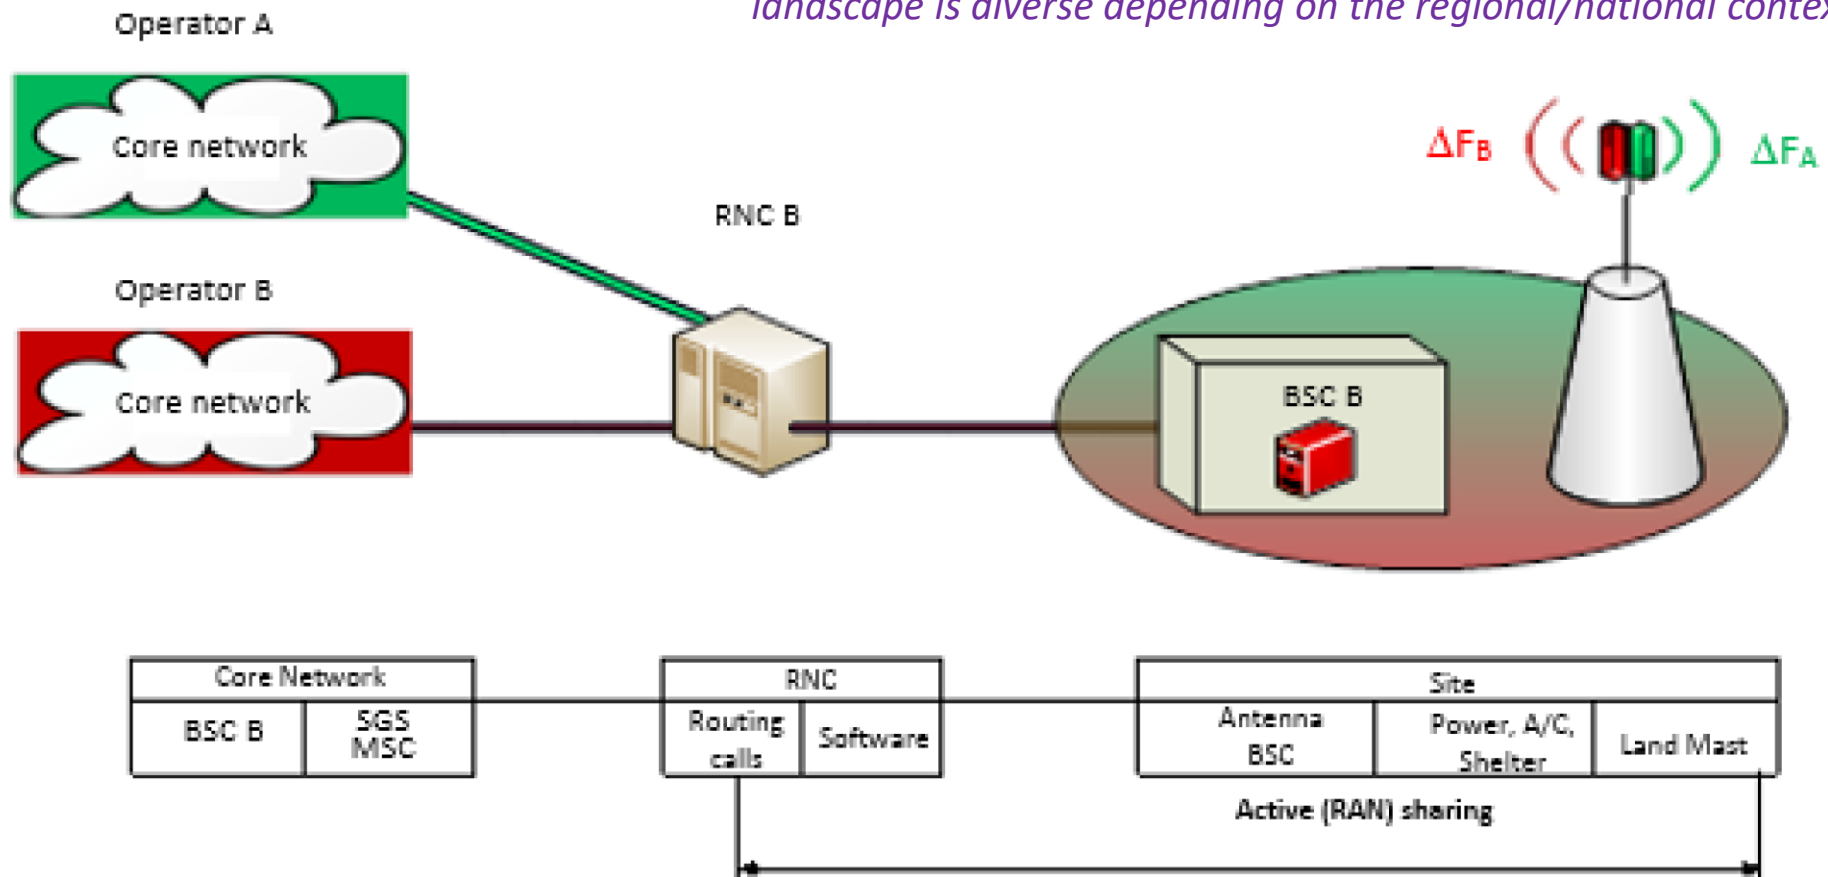 landscape is diverse depending on the regional/national
Operator A
Core network
ΔFB
ΔFA
RNC B
Operator B
Core network
BSC B
Core Network
RNC
Site
BSC B
SGS
MSC
Routing
calls
Software
Antenna
BSC
Power, A/C,
Shelter
Land Mast
Active (RAN) sharing